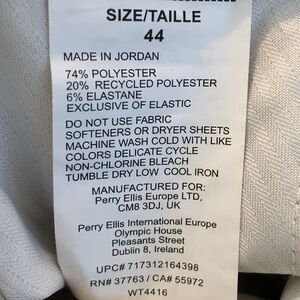 SIZE/TAILLE
44
MADE IN JORDAN
74% POLYESTER
20% RECYCLED POLYESTER
6% ELASTANE
EXCLUSIVE OF ELASTIC
DO NOT USE FABRIC
SOFTENERS OR DRYER SHEETS
MACHINE WASH COLD WITH LIKE
COLORS DELICATE CYCLE
NON-CHLORINE BLEACH
TUMBLE DRY LOW COOL IRON
MANUFACTURED FOR:
Perry Ellis Europe LTD,
CM8 3DJ, UK
Perry Ellis International Europe
Olympic House
Pleasants Street
Dublin 8, Ireland
UPC# 717312164398
RN# 37763 / CA# 55972
WT4416